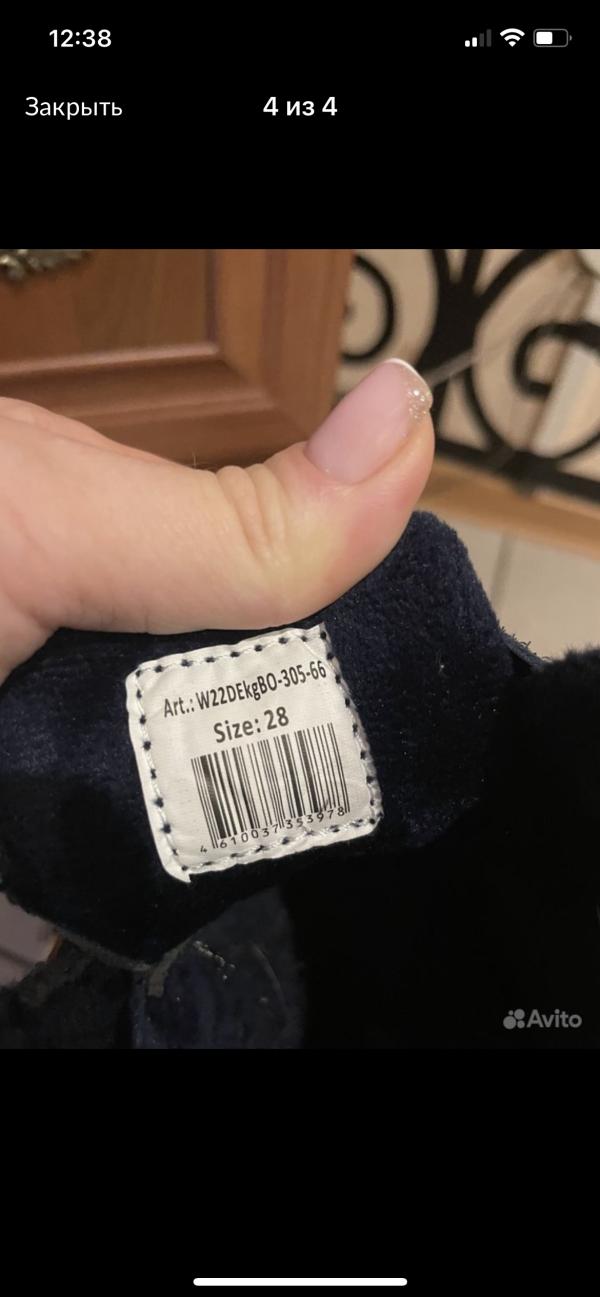 12:38
Закрыть
4 из 4
Art.: W22DEkgBO-305-66
Size: 28
4 610037 353978
Avito